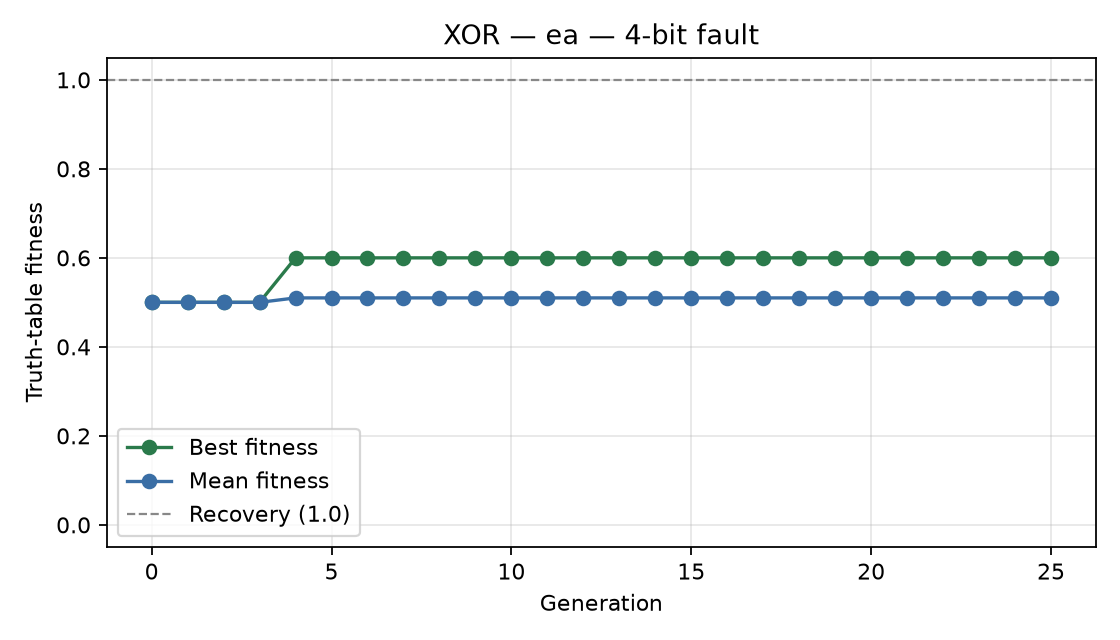 XOR — ea — 4-bit fault
Truth-table fitness
1.0
0.8
0.6
0.4
0.2
0.0
Best fitness
Mean fitness
Recovery (1.0)
0 5 10 15 20 25
Generation